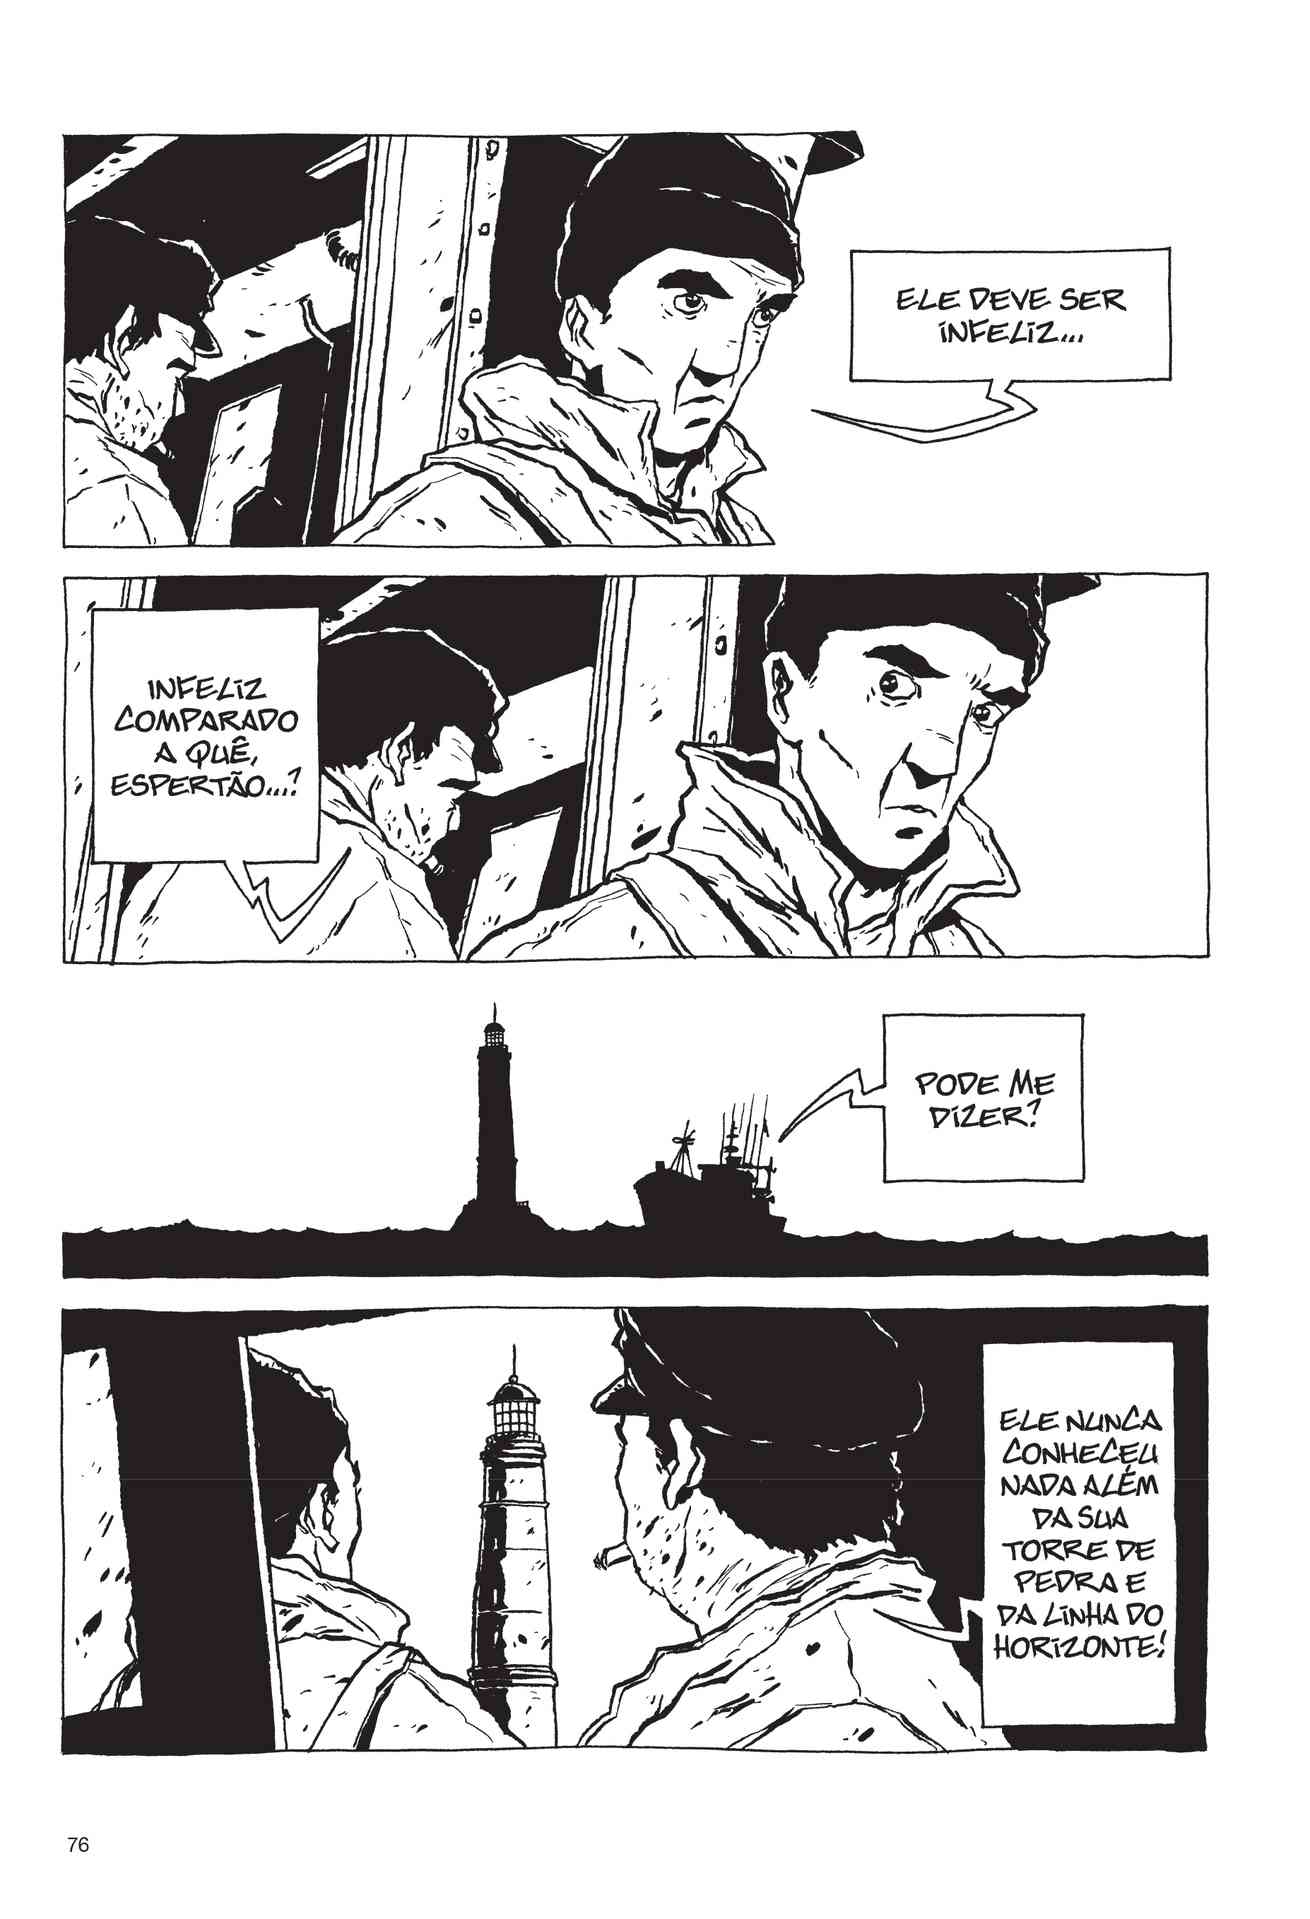 ELE DEVE SER
INFELIZ...
INFELIZ
COMPARADO
A QUÊ,
ESPERTÃO...?
PODE ME
DIZER?
ELE NUNCA
CONHECEU
NADA ALÉM
DA SUA
TORRE DE
PEDRA E
DA LINHA DO
HORIZONTE!
76